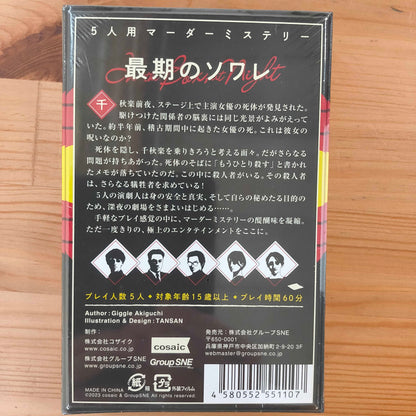 5人用マーダーミステリー
最期のソワレ
千秋楽前夜、ステージ上で主演女優の死体が発見された。
駆けつけた関係者の脳裏には同じ光景がよみがえって
いた。約半年前、稽古期間中に起きた女優の死。これは彼女の
呪いなのか？
死体を隠し、千秋楽を乗りきろうと考える面々。だがさらなる
問題が持ちあがった。死体のそばに「もうひとり殺す」と書かれ
たメモが落ちていたのだ。この中に殺人者がいる。その殺人者
は、さらなる犠牲者を求めている！
5人の演劇人は身の安全と真実、そして自らの秘めたる目的の
ため、深夜の劇場をさまよいはじめる……。
手軽なプレイ感覚の中に、マーダーミステリーの醍醐味を凝縮。
ただ一度きりの、極上のエンタテインメントをここに。
プレイ人数5人 ◆ 対象年齢15歳以上 ◆ プレイ時間60分
Author : Giggle Akiguchi
Illustration & Design : TANSAN
制作：
株式会社コザイク
www.cosaic.co.jp
株式会社グループSNE
www.groupsne.co.jp
cosaic
Group SNE
発売元：株式会社グループSNE
〒650-0001
兵庫県神戸市中央区加納町2-9-20 3F
webmaster@groupsne.co.jp
MADE IN CHINA
©2023 cosaic & GroupSNE All rights reserved.
紙
箱
プラ
外装フィルム
4 580552 551107